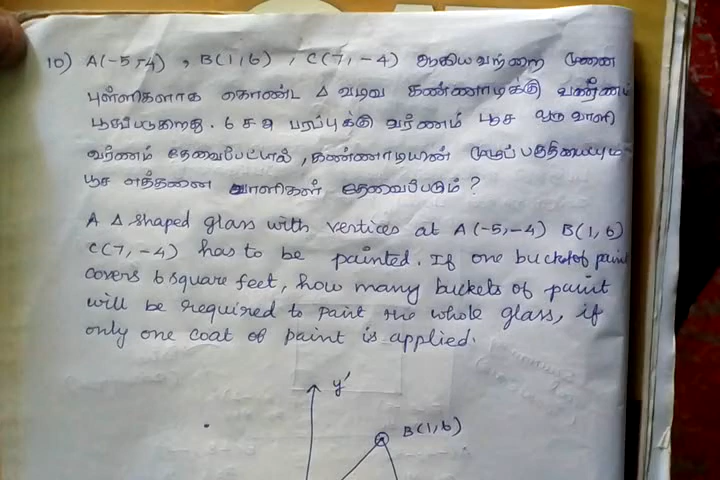 10) A(-5,-4) , B(1,6) , C(7,-4) ஆகியவற்றை முனை
புள்ளிகளாக கொண்ட Δ வடிவ கண்ணாடிக்கு வண்ணம்
பூசப்படுகிறது. 6 ச.அ பரப்புக்கு வர்ணம் பூச ஒரு வாளி
வர்ணம் தேவைப்பட்டால், கண்ணாடியின் முழுப் பகுதியையும்
பூச எத்தனை வாளிகள் தேவைப்படும் ?
A Δ shaped glass with vertices at A(-5,-4) B(1,6)
C(7,-4) has to be painted. If one bucket of paint
covers 6 square feet, how many buckets of paint
will be required to paint the whole glass, if
only one coat of paint is applied.
y'
B(1,6)